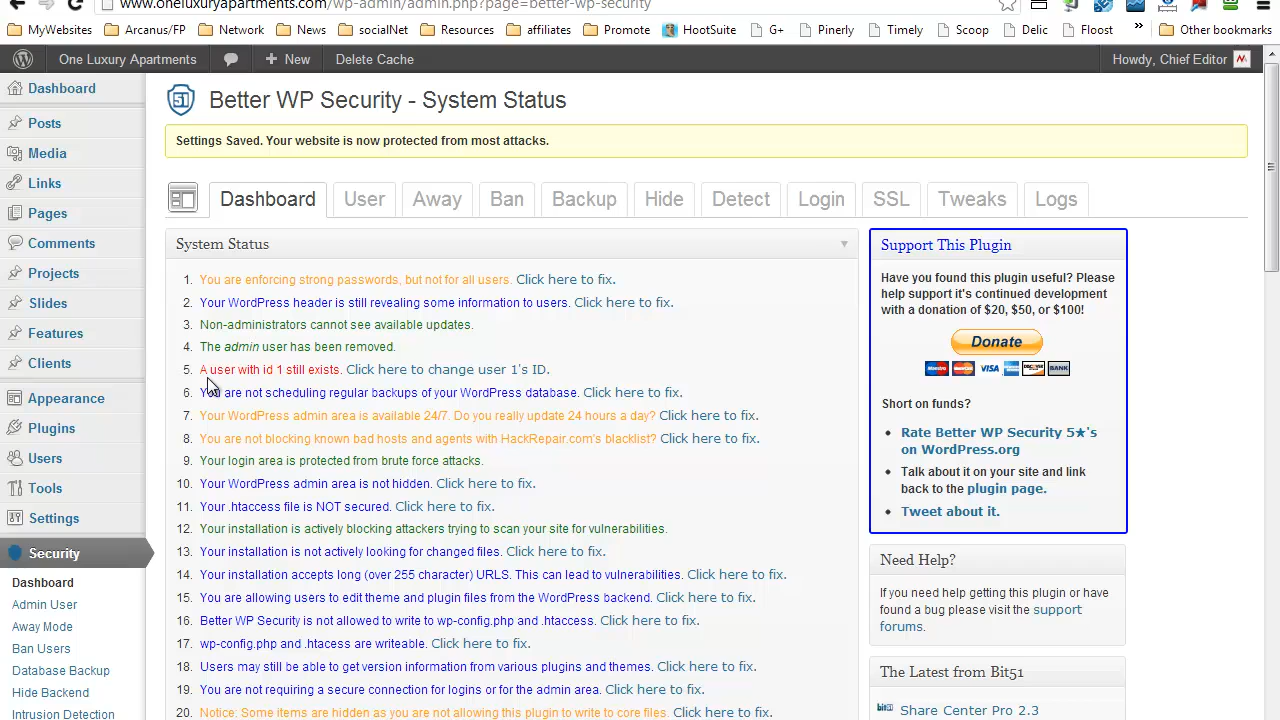 www.oneluxuryapartments.com/wp-admin/admin.php?page=better-wp-security
MyWebsites Arcanus/FP Network News socialNet Resources affiliates Promote HootSuite G+ Pinerly Timely Scoop Delic Floost » Other bookmarks
One Luxury Apartments + New Delete Cache Howdy, Chief Editor
Dashboard
Posts
Media
Links
Pages
Comments
Projects
Slides
Features
Clients
Appearance
Plugins
Users
Tools
Settings
Security
Dashboard
Admin User
Away Mode
Ban Users
Database Backup
Hide Backend
Intrusion Detection
51 Better WP Security - System Status
Settings Saved. Your website is now protected from most attacks.
Dashboard User Away Ban Backup Hide Detect Login SSL Tweaks Logs
System Status
1. You are enforcing strong passwords, but not for all users. Click here to fix.
2. Your WordPress header is still revealing some information to users. Click here to fix.
3. Non-administrators cannot see available updates.
4. The admin user has been removed.
5. A user with id 1 still exists. Click here to change user 1's ID.
6. You are not scheduling regular backups of your WordPress database. Click here to fix.
7. Your WordPress admin area is available 24/7. Do you really update 24 hours a day? Click here to fix.
8. You are not blocking known bad hosts and agents with HackRepair.com's blacklist? Click here to fix.
9. Your login area is protected from brute force attacks.
10. Your WordPress admin area is not hidden. Click here to fix.
11. Your .htaccess file is NOT secured. Click here to fix.
12. Your installation is actively blocking attackers trying to scan your site for vulnerabilities.
13. Your installation is not actively looking for changed files. Click here to fix.
14. Your installation accepts long (over 255 character) URLS. This can lead to vulnerabilities. Click here to fix.
15. You are allowing users to edit theme and plugin files from the WordPress backend. Click here to fix.
16. Better WP Security is not allowed to write to wp-config.php and .htaccess. Click here to fix.
17. wp-config.php and .htacess are writeable. Click here to fix.
18. Users may still be able to get version information from various plugins and themes. Click here to fix.
19. You are not requiring a secure connection for logins or for the admin area. Click here to fix.
20. Notice: Some items are hidden as you are not allowing this plugin to write to core files. Click here to fix.
Support This Plugin
Have you found this plugin useful? Please
help support it's continued development
with a donation of $20, $50, or $100!
Donate
VISA BANK
Short on funds?
Rate Better WP Security 5★'s
on WordPress.org
Talk about it on your site and link
back to the plugin page.
Tweet about it.
Need Help?
If you need help getting this plugin or have
found a bug please visit the support
forums.
The Latest from Bit51
bit51 Share Center Pro 2.3